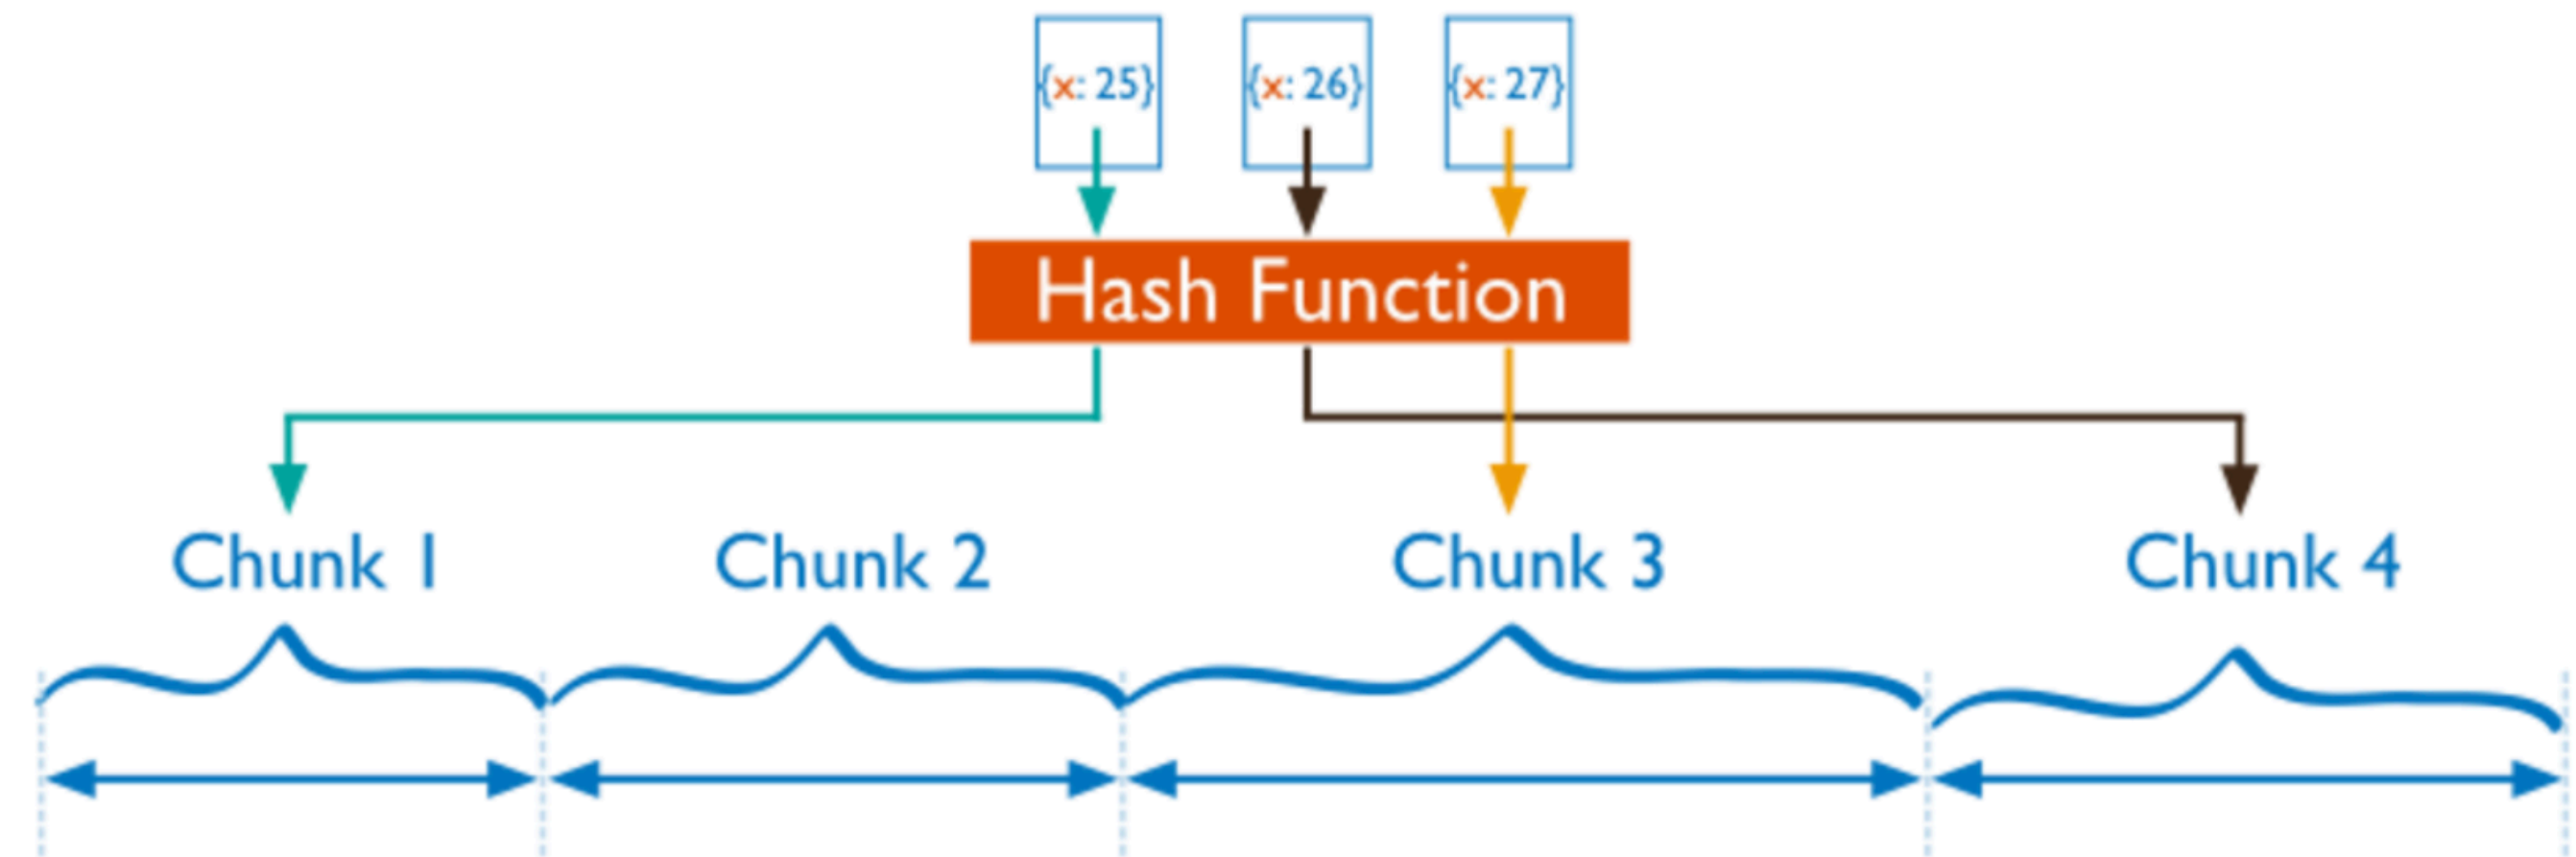 {x: 25} {x: 26} {x: 27}
Hash Function
Chunk 1 Chunk 2 Chunk 3 Chunk 4